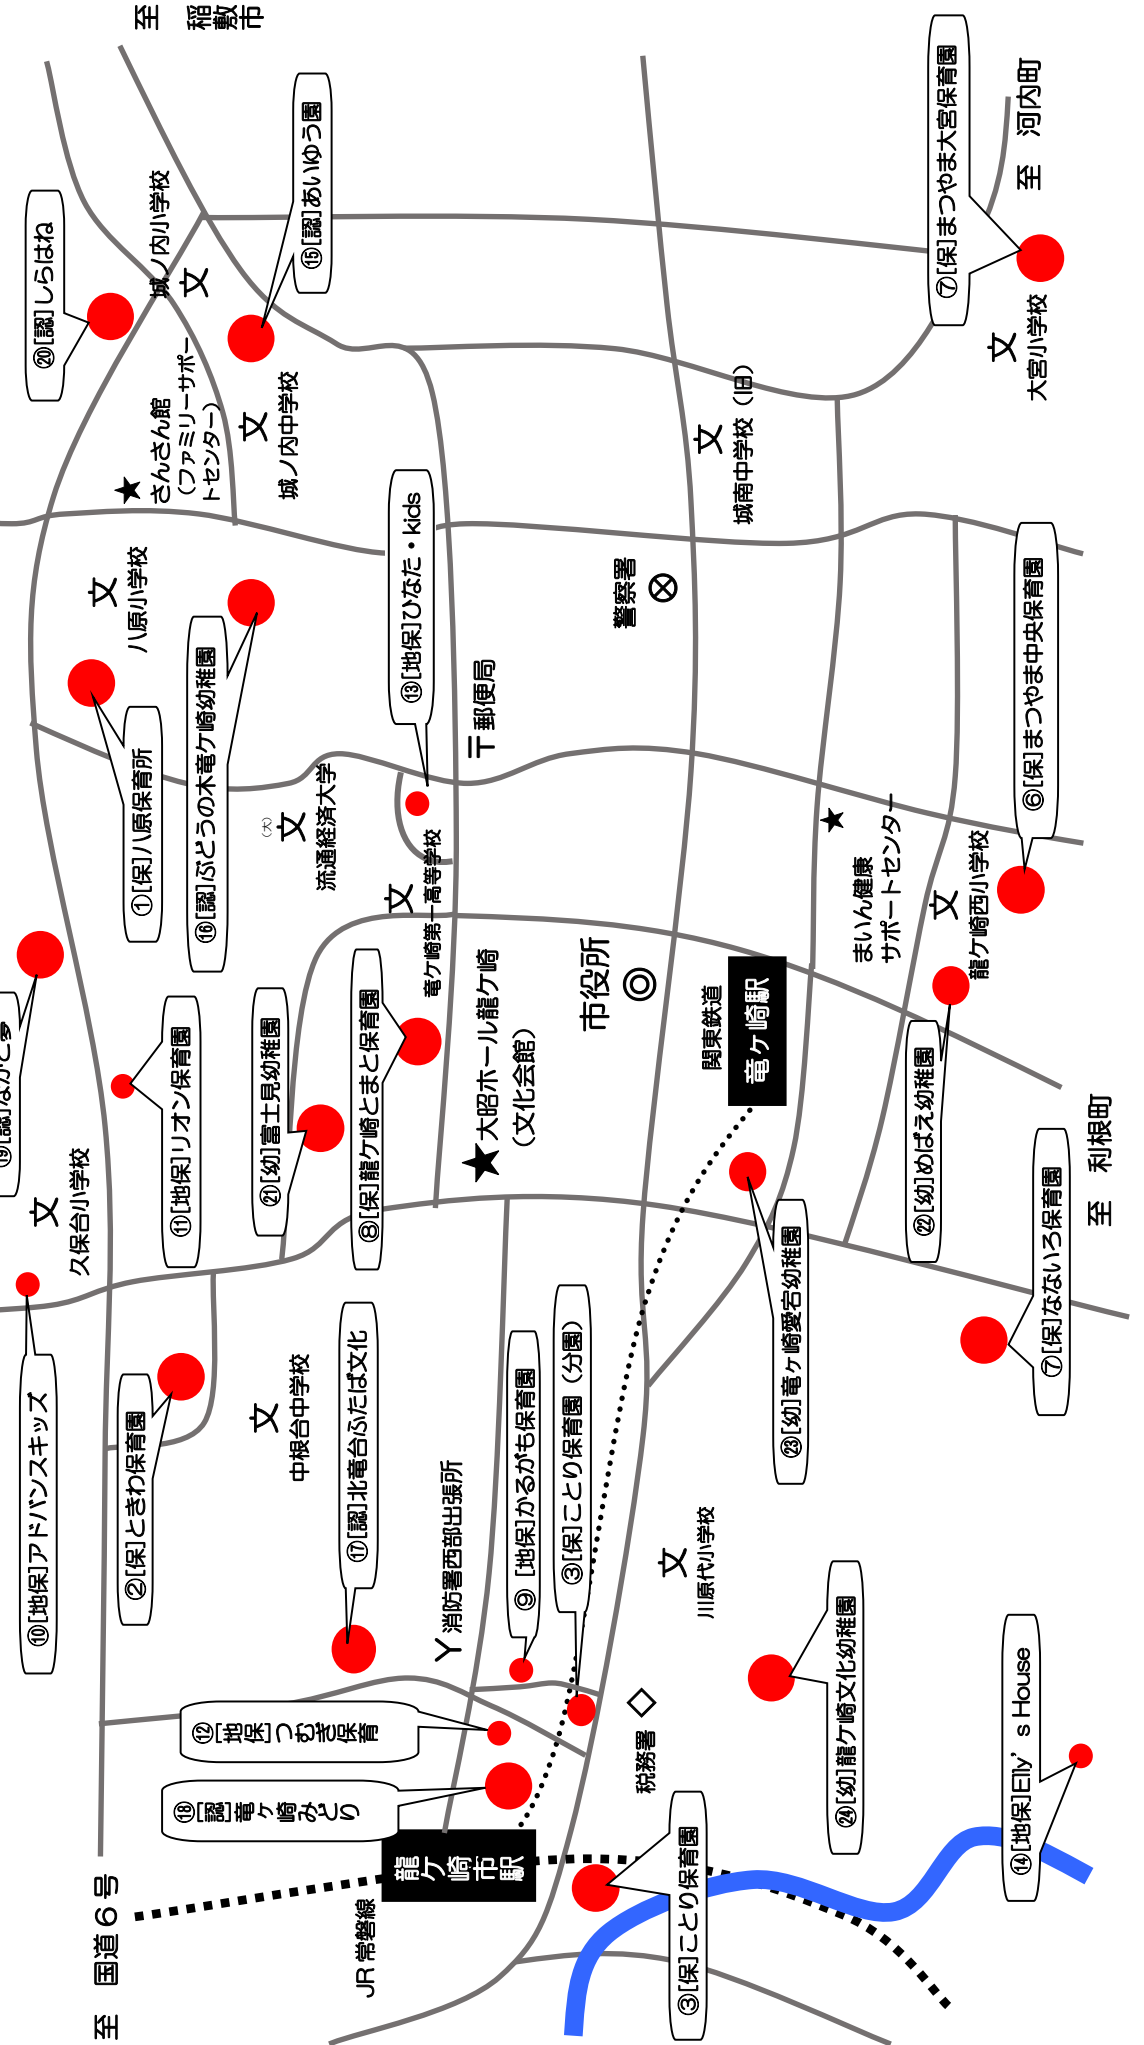 至　稲敷市
⑳[認]しらはね
城ノ内小学校
文
⑮[認]あいゆう園
⑦[保]まつやま大宮保育園
至　河内町
文
大宮小学校
さんさん館
（ファミリーサポー
トセンター）
文
城ノ内中学校
文
城南中学校（旧）
文
八原小学校
⑬[地保]ひなた・kids
警察署
⑥[保]まつやま中央保育園
①[保]八原保育所
⑯[認]ぶどうの木竜ケ崎幼稚園
〒郵便局
（大）
文
流通経済大学
文
竜ケ崎第一高等学校
まいん健康
サポートセンター
文
龍ケ崎西小学校
久保台小学校
文
⑪[地保]リオン保育園
㉑[幼]富士見幼稚園
⑧[保]龍ケ崎とまと保育園
大昭ホール龍ケ崎
（文化会館）
市役所
関東鉄道
竜ヶ崎駅
㉒[幼]めばえ幼稚園
至　利根町
⑩[地保]アドバンスキッズ
②[保]ときわ保育園
文
中根台中学校
⑰[認]北竜台ふたば文化
消防署西部出張所
⑨ [地保]かるがも保育園
③[保]ことり保育園（分園）
㉓[幼]竜ヶ崎愛宕幼稚園
⑦[保]なないろ保育園
文
川原代小学校
⑫[地保]つむぎ保育
⑱[認]竜ヶ崎みどり
税務署
㉔[幼]龍ケ崎文化幼稚園
⑭[地保]Elly’s House
至　国道６号
JR 常磐線
龍ケ崎市駅
③[保]ことり保育園